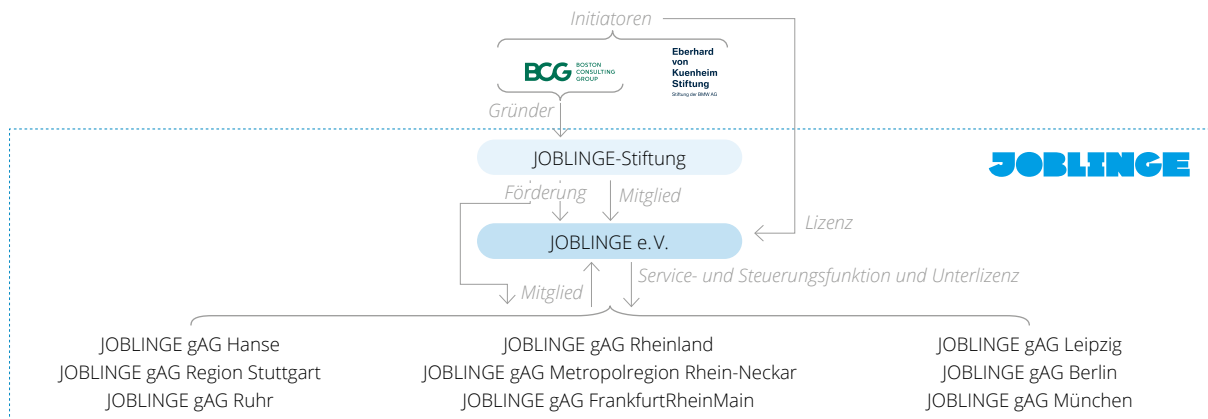 Initiatoren
BCG
BOSTON
CONSULTING
GROUP
Eberhard
von
Kuenheim
Stiftung
Stiftung der BMW AG
Gründer
JOBLINGE-Stiftung
JOBLINGE
Förderung
Mitglied
Lizenz
JOBLINGE e. V.
Service- und Steuerungsfunktion und Unterlizenz
Mitglied
JOBLINGE gAG Hanse
JOBLINGE gAG Region Stuttgart
JOBLINGE gAG Ruhr
JOBLINGE gAG Rheinland
JOBLINGE gAG Metropolregion Rhein-Neckar
JOBLINGE gAG FrankfurtRheinMain
JOBLINGE gAG Leipzig
JOBLINGE gAG Berlin
JOBLINGE gAG München